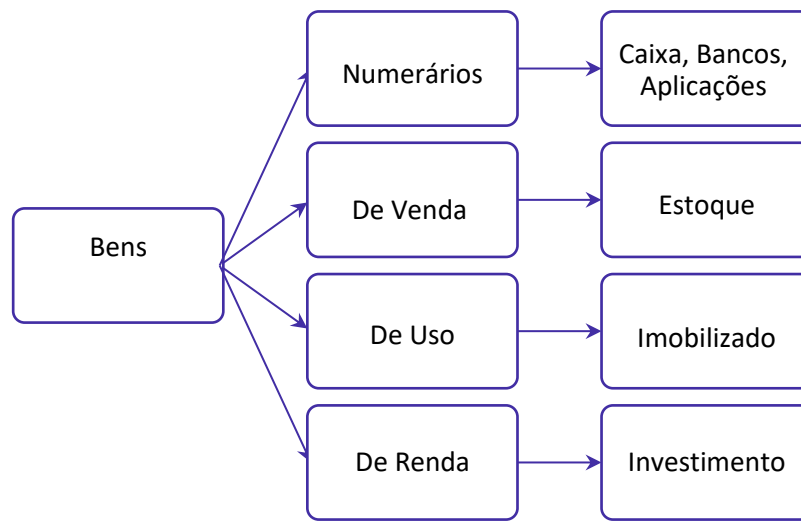 Bens
Numerários
Caixa, Bancos,
Aplicações
De Venda
Estoque
De Uso
Imobilizado
De Renda
Investimento